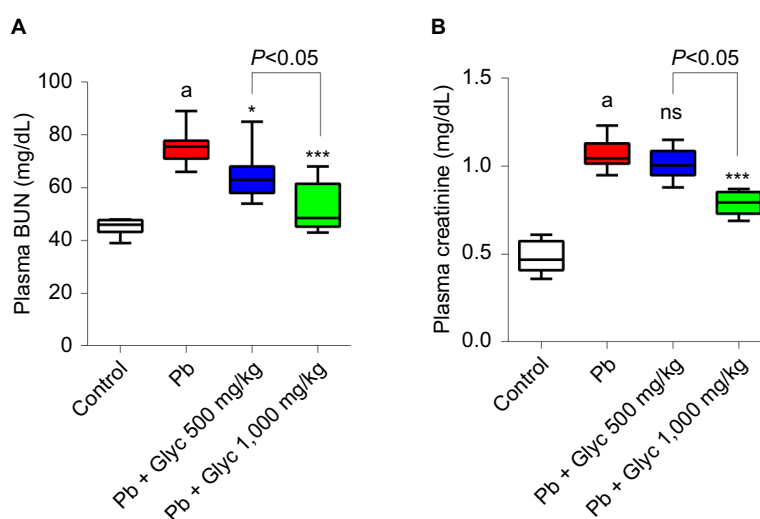 A
P<0.05
Plasma BUN (mg/dL)
100
80
60
40
20
0
a
*
***
Control
Pb
Pb + Glyc 500 mg/kg
Pb + Glyc 1,000 mg/kg
B
P<0.05
Plasma creatinine (mg/dL)
1.5
1.0
0.5
0.0
a
ns
***
Control
Pb
Pb + Glyc 500 mg/kg
Pb + Glyc 1,000 mg/kg